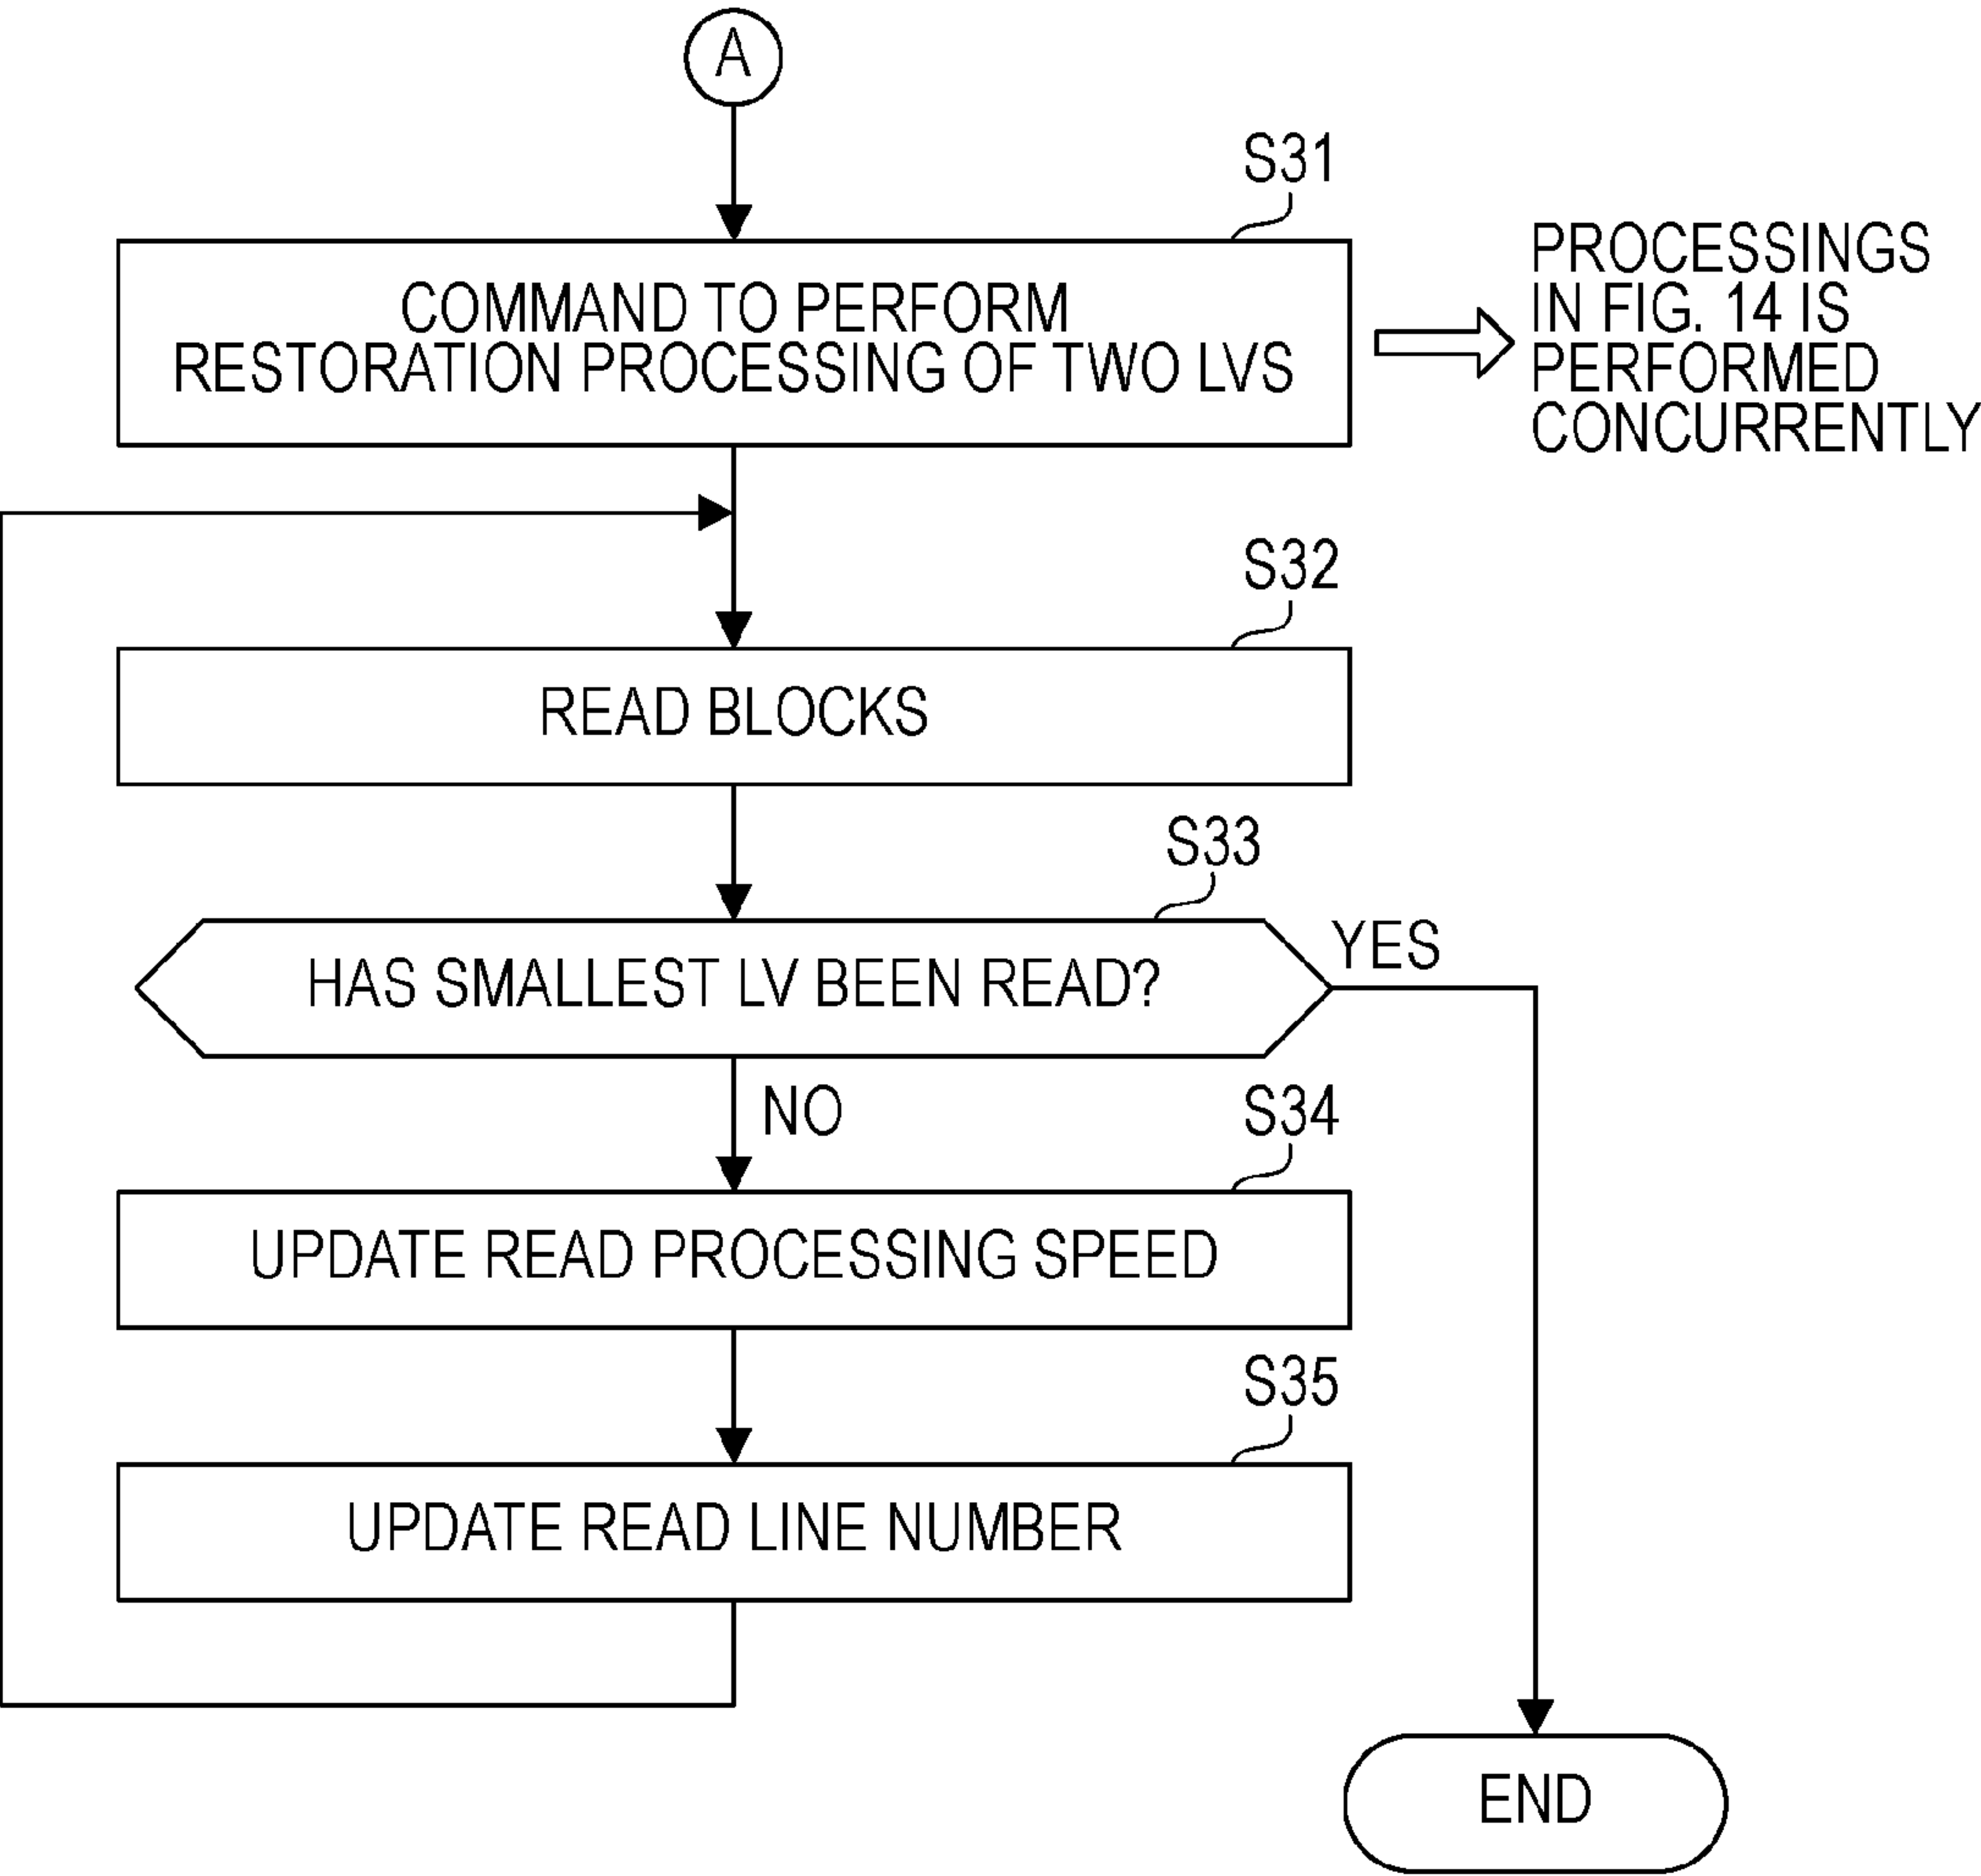 A
S31
COMMAND TO PERFORM
RESTORATION PROCESSING OF TWO LVS
PROCESSINGS
IN FIG. 14 IS
PERFORMED
CONCURRENTLY
S32
READ BLOCKS
S33
HAS SMALLEST LV BEEN READ?
YES
NO
S34
UPDATE READ PROCESSING SPEED
S35
UPDATE READ LINE NUMBER
END